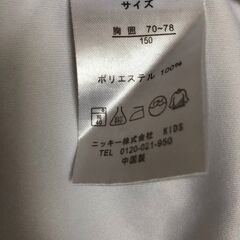 サイズ
胸囲 70~78
150
ポリエステル 100%
ニッキー株式会社 KIDS
TEL 0120-021-950
中国製